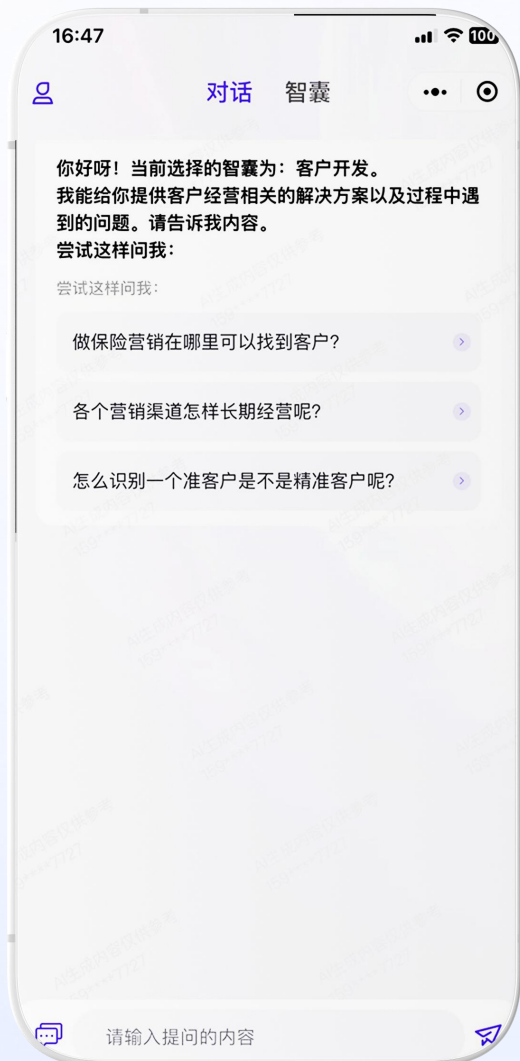 16:47
100
对话 智囊
你好呀！当前选择的智囊为：客户开发。
我能给你提供客户经营相关的解决方案以及过程中遇
到的问题。请告诉我内容。
尝试这样问我：
尝试这样问我：
做保险营销在哪里可以找到客户？
各个营销渠道怎样长期经营呢？
怎么识别一个准客户是不是精准客户呢？
请输入提问的内容